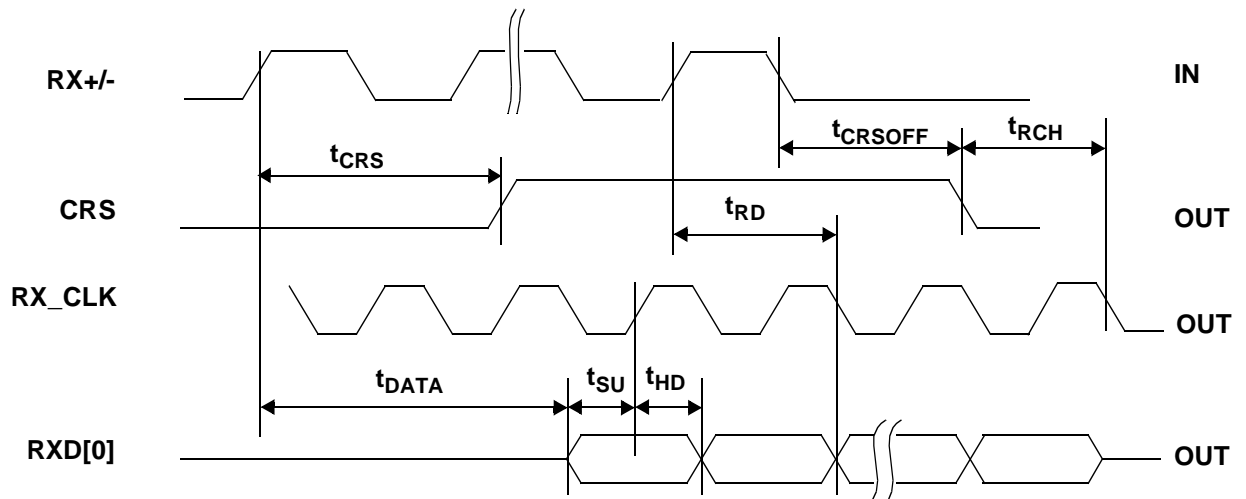 RX+/-
IN
tCRSOFF
tRCH
tCRS
CRS
OUT
tRD
RX_CLK
OUT
tDATA
tSU
tHD
RXD[0]
OUT